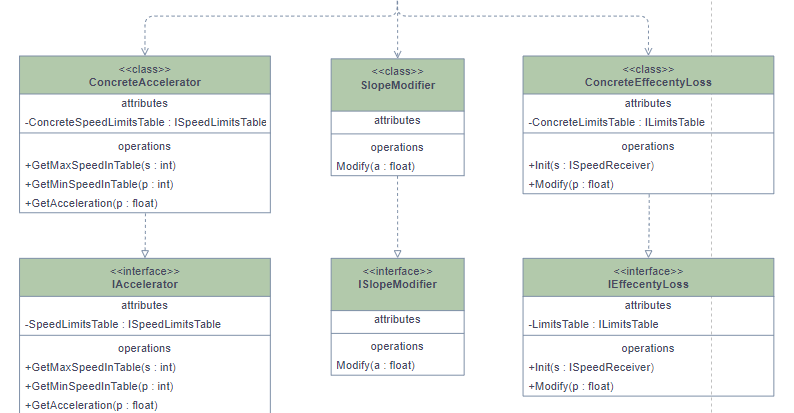 <<class>>
ConcreteAccelerator
attributes
-ConcreteSpeedLimitsTable : ISpeedLimitsTable
operations
+GetMaxSpeedInTable(s : int)
+GetMinSpeedInTable(p : int)
+GetAcceleration(p : float)
<<class>>
SlopeModifier
attributes
operations
Modify(a : float)
<<class>>
ConcreteEffecentyLoss
attributes
-ConcreteLimitsTable : ILimitsTable
operations
+Init(s : ISpeedReceiver)
+Modify(p : float)
<<interface>>
IAccelerator
attributes
-SpeedLimitsTable : ISpeedLimitsTable
operations
+GetMaxSpeedInTable(s : int)
+GetMinSpeedInTable(p : int)
+GetAcceleration(p : float)
<<interface>>
ISlopeModifier
attributes
operations
Modify(a : float)
<<interface>>
IEffecentyLoss
attributes
-LimitsTable : ILimitsTable
operations
+Init(s : ISpeedReceiver)
+Modify(p : float)